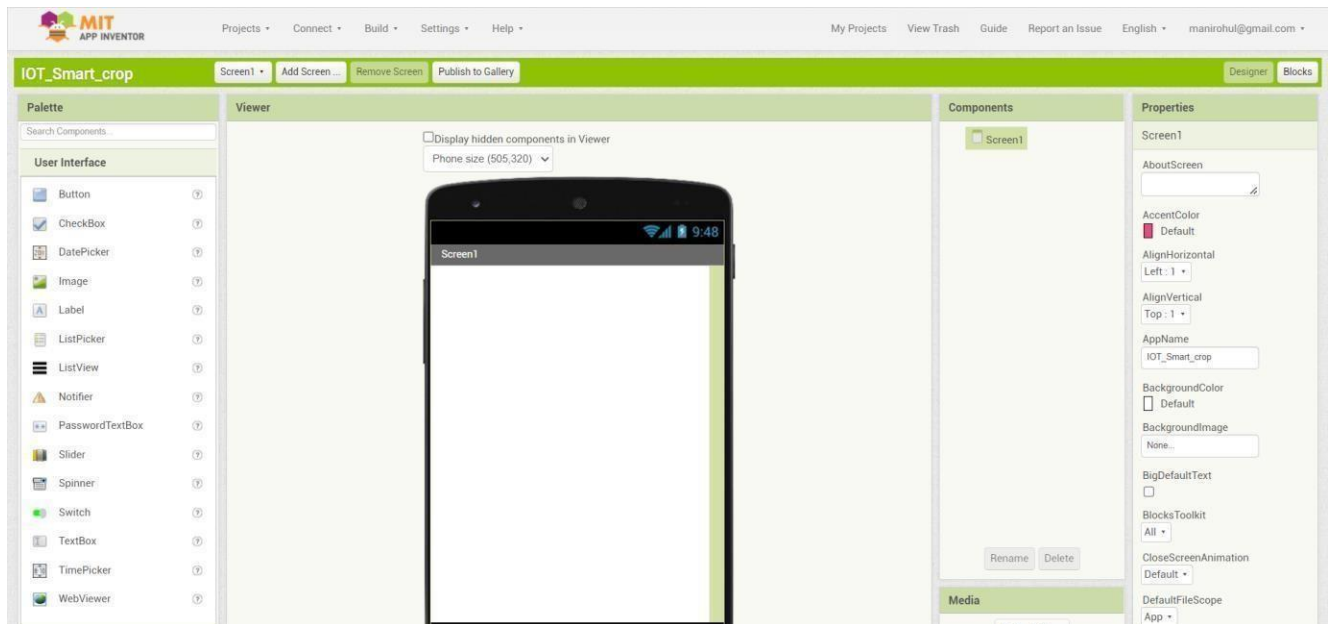 MIT
APP INVENTOR
Projects Connect Build Settings Help My Projects View Trash Guide Report an Issue English manirohul@gmail.com
IOT_Smart_crop Screen1 Add Screen ... Remove Screen Publish to Gallery Designer Blocks
Palette
Search Components...
User Interface
Button
CheckBox
DatePicker
Image
Label
ListPicker
ListView
Notifier
PasswordTextBox
Slider
Spinner
Switch
TextBox
TimePicker
WebViewer
Viewer
Display hidden components in Viewer
Phone size (505,320)
9:48
Screen1
Components
Screen1
Rename Delete
Media
Properties
Screen1
AboutScreen
AccentColor
Default
AlignHorizontal
Left : 1
AlignVertical
Top : 1
AppName
IOT_Smart_crop
BackgroundColor
Default
BackgroundImage
None...
BigDefaultText
BlocksToolkit
All
CloseScreenAnimation
Default
DefaultFileScope
App